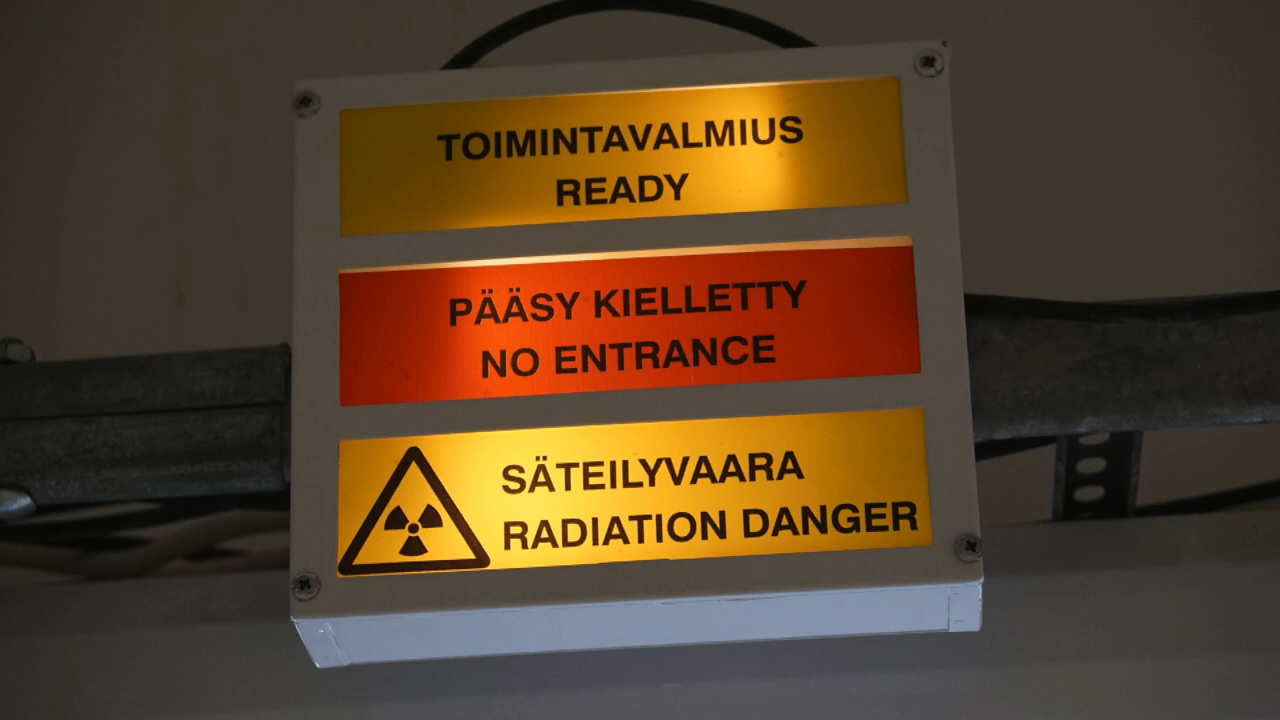 TOIMINTAVALMIUS
READY
PÄÄSY KIELLETTY
NO ENTRANCE
SÄTEILYVAARA
RADIATION DANGER